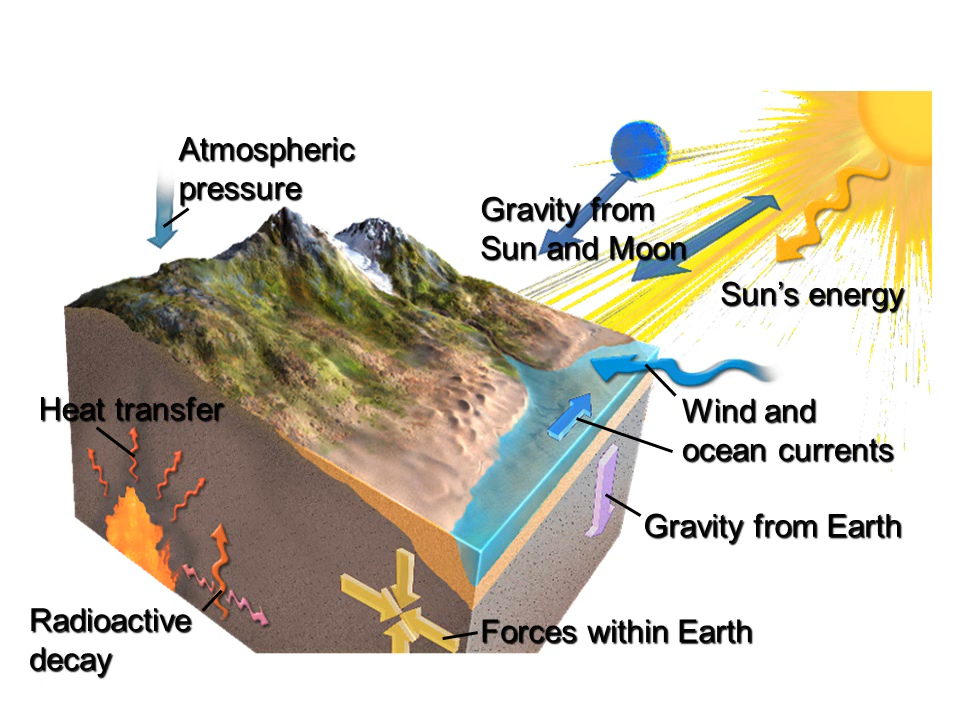 Atmospheric
pressure
Gravity from
Sun and Moon
Sun’s energy
Heat transfer
Wind and
ocean currents
Gravity from Earth
Radioactive
decay
Forces within Earth